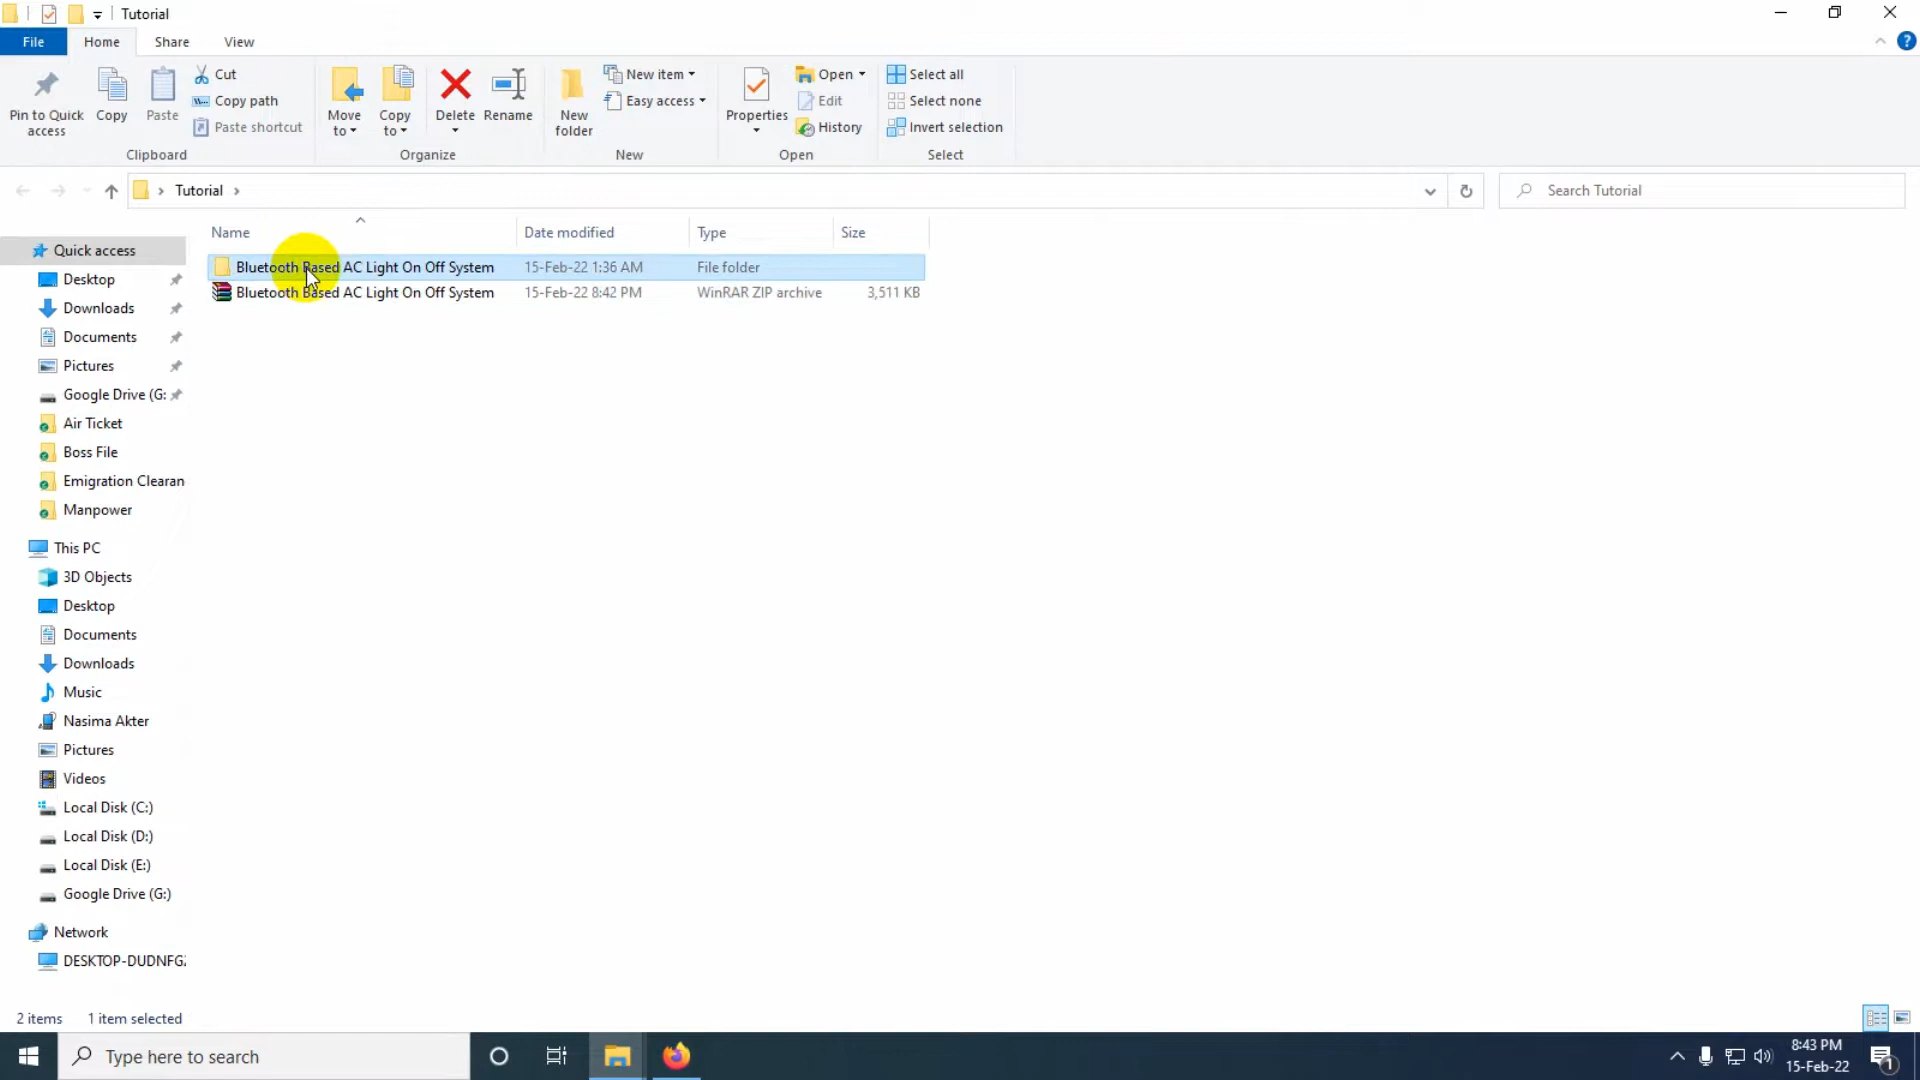 Tutorial
File Home Share View
Pin to Quick access
Copy
Paste
Cut
Copy path
Paste shortcut
Clipboard
Move to
Copy to
Delete
Rename
Organize
New folder
New item
Easy access
New
Properties
Open
Edit
History
Open
Select all
Select none
Invert selection
Select
Tutorial
Search Tutorial
Name Date modified Type Size
Bluetooth Based AC Light On Off System 15-Feb-22 1:36 AM File folder
Bluetooth Based AC Light On Off System 15-Feb-22 8:42 PM WinRAR ZIP archive 3,511 KB
Quick access
Desktop
Downloads
Documents
Pictures
Google Drive (G:
Air Ticket
Boss File
Emigration Clearan
Manpower
This PC
3D Objects
Desktop
Documents
Downloads
Music
Nasima Akter
Pictures
Videos
Local Disk (C:)
Local Disk (D:)
Local Disk (E:)
Google Drive (G:)
Network
DESKTOP-DUDNFG
2 items 1 item selected
Type here to search
8:43 PM
15-Feb-22
1